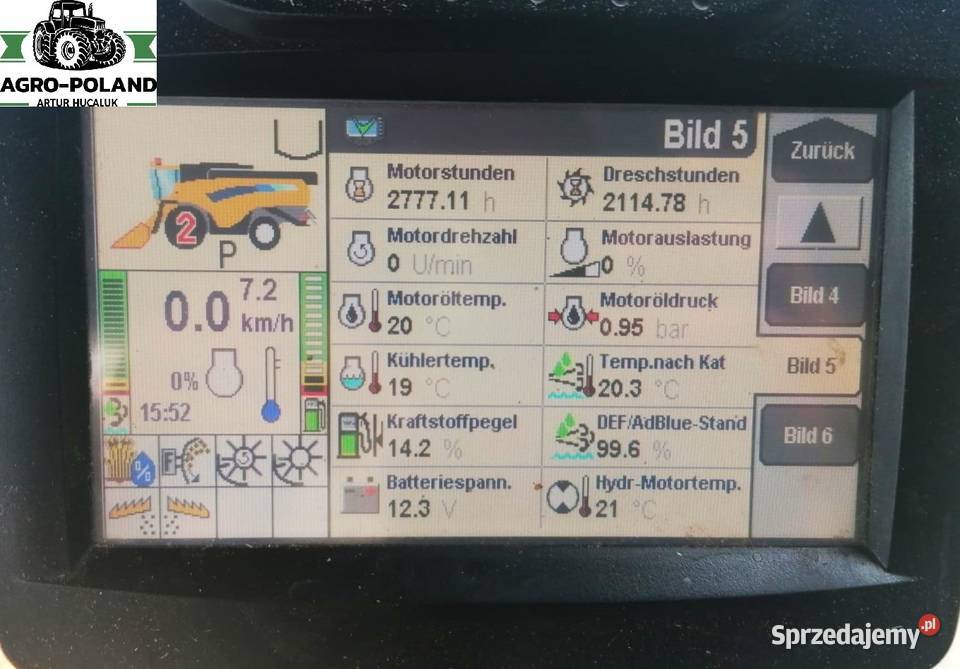 AGRO-POLAND
ARTUR HUCALUK
2
P
0.0 7.2
km/h
0%
15:52
%
F
Bild 5
Motorstunden
2777.11 h
Dreschstunden
2114.78 h
Motordrehzahl
0 U/min
Motorauslastung
0 %
Motoröltemp.
20 °C
Motoröldruck
0.95 bar
Kühlertemp.
19 °C
Temp.nach Kat
20.3 °C
Kraftstoffpegel
14.2 %
DEF/AdBlue-Stand
99.6 %
Batteriespann.
12.3 V
Hydr-Motortemp.
21 °C
Zurück
Bild 4
Bild 5
Bild 6
Sprzedajemy.pl